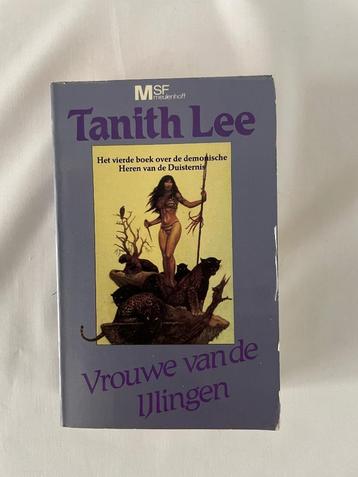 MSF
meulenhoff
Tanith Lee
Het vierde boek over de demonische
Heren van de Duisternis
Vrouwe van de
IJlingen